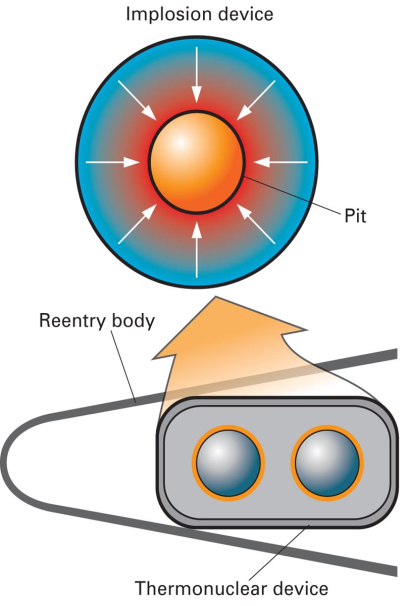 Implosion device
Pit
Reentry body
Thermonuclear device